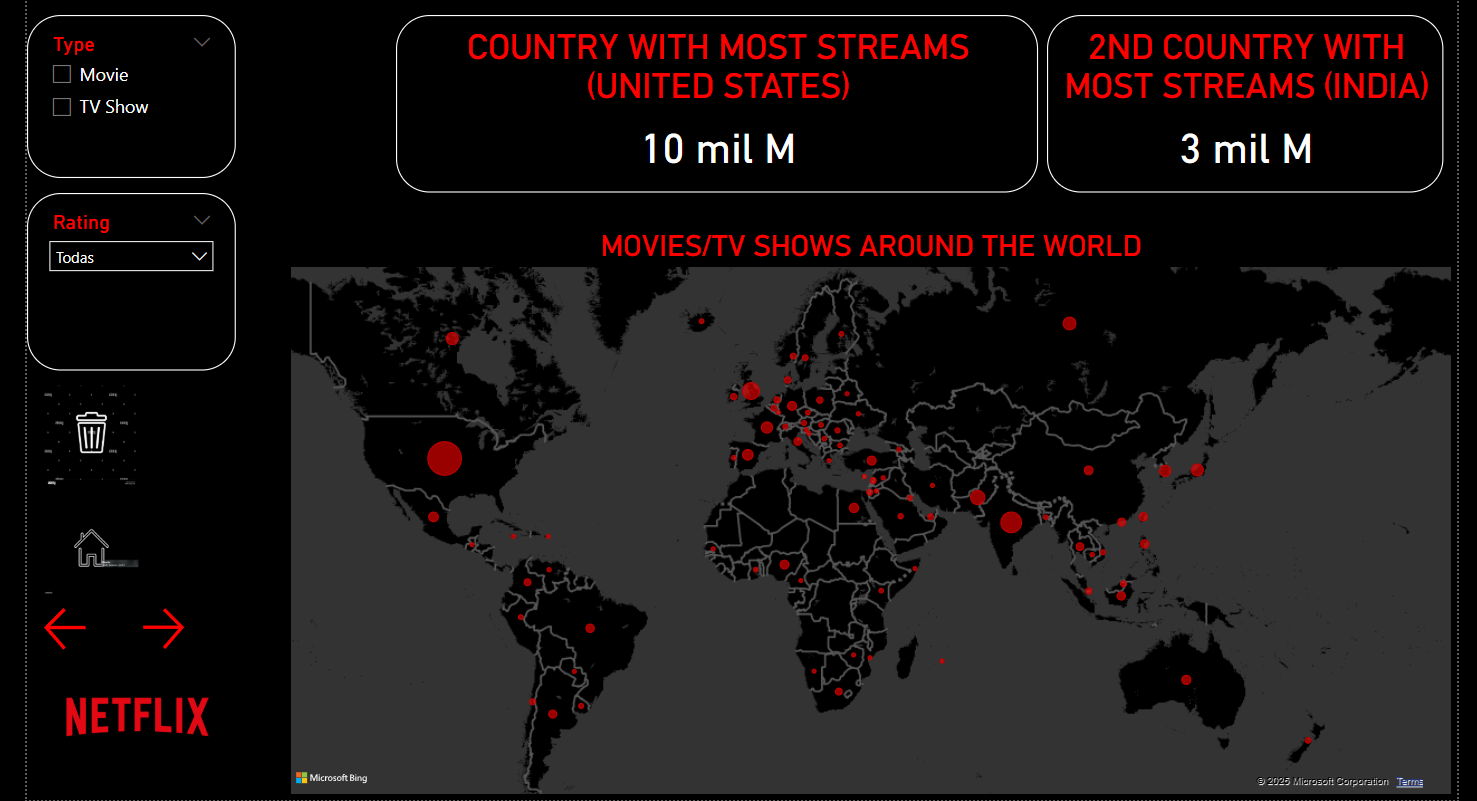 Type
Movie
TV Show
Rating
Todas
NETFLIX
COUNTRY WITH MOST STREAMS
(UNITED STATES)
10 mil M
2ND COUNTRY WITH
MOST STREAMS (INDIA)
3 mil M
MOVIES/TV SHOWS AROUND THE WORLD
Microsoft Bing
© 2025 Microsoft Corporation Terms